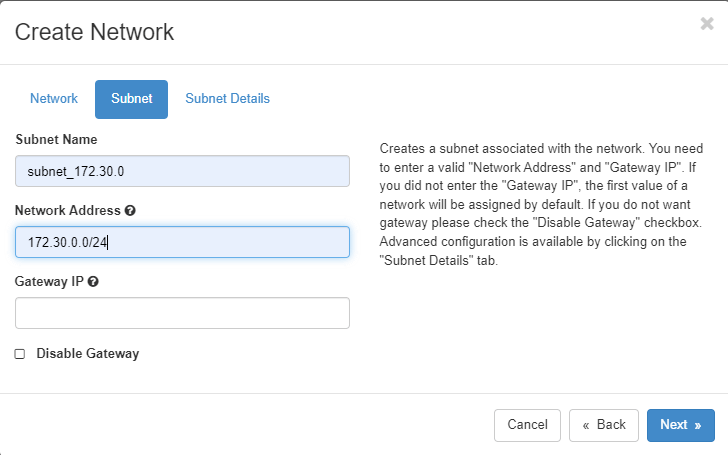 Create Network
×
Network Subnet Subnet Details
Subnet Name
subnet_172.30.0
Network Address ?
172.30.0.0/24
Gateway IP ?
Disable Gateway
Creates a subnet associated with the network. You need
to enter a valid "Network Address" and "Gateway IP". If
you did not enter the "Gateway IP", the first value of a
network will be assigned by default. If you do not want
gateway please check the "Disable Gateway" checkbox.
Advanced configuration is available by clicking on the
"Subnet Details" tab.
Cancel « Back Next »